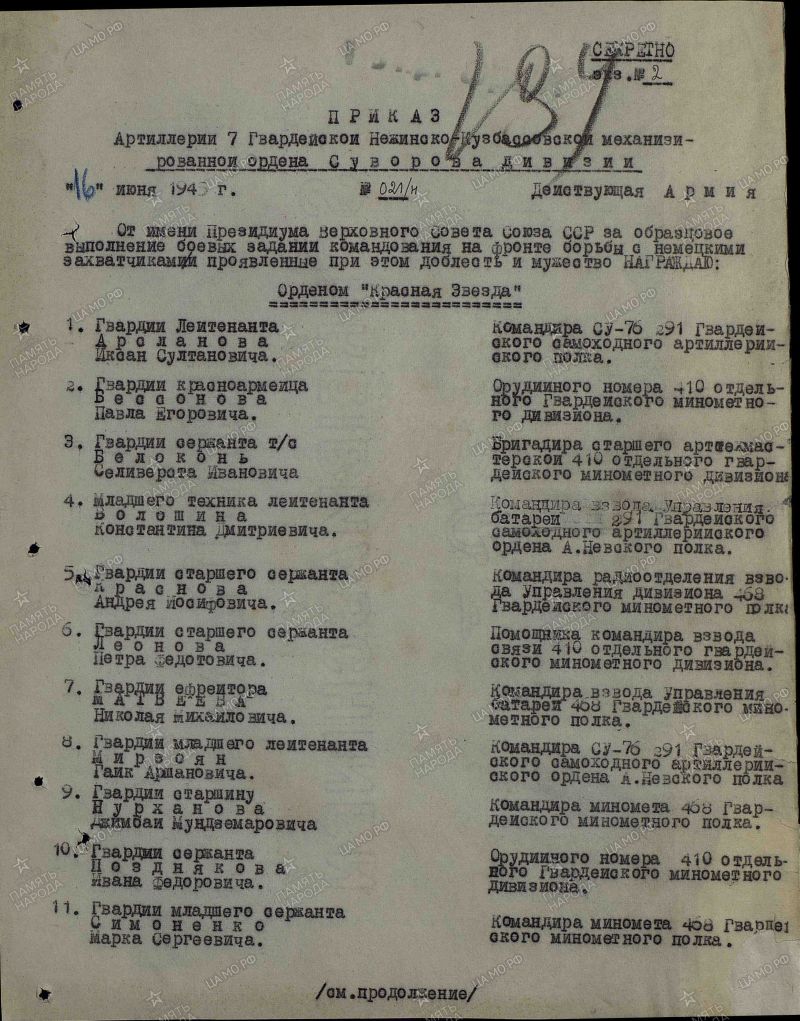 СЕКРЕТНО
экз.№ 2
139
ПРИКАЗ
Артиллерии 7 Гвардейской Нежинско-Кузбассовской механизи-
рованной ордена Суворова дивизии
"16" июня 1945 г. № 021/н Действующая Армия
От имени Президиума Верховного Совета Союза ССР за образцовое
выполнение боевых заданий командования на фронте борьбы с немецкими
захватчиками и проявленные при этом доблесть и мужество НАГРАЖДАЮ:
Орденом "Красная Звезда"
1. Гвардии Лейтенанта Командира СУ-76 291 Гвардей-
Арсланова ского самоходного артиллерий-
Иксан Султановича. ского полка.
2. Гвардии красноармейца Орудийного номера 410 отдель-
Бессонова ного Гвардейского минометно-
Павла Егоровича. го дивизиона.
3. Гвардии сержанта т/с Бригадира старшего артте­хмас-
Белоконь терской 410 отдельного гвар-
Селиверста Ивановича дейского минометного дивизиона
4. Младшего техника лейтенанта Командира взвода Управления
Волошина батареи 291 Гвардейского
Константина Дмитриевича. самоходного артиллерийского
ордена А.Невского полка.
5. Гвардии старшего сержанта Командира радиоотделения взво-
Краснова да Управления дивизиона 468
Андрея Иосифовича. Гвардейского минометного полка
6. Гвардии старшего сержанта Помощника командира взвода
Леонова связи 410 отдельного гвардей-
Петра Федотовича. ского минометного дивизиона.
7. Гвардии ефрейтора Командира взвода Управления
МАТВЕЕВА батареи 468 Гвардейского мино-
Николая Михайловича. метного полка.
8. Гвардии младшего лейтенанта Командира СУ-76 291 Гвардей-
Мирзоян ского самоходного артиллерий-
Гаик Аршановича. ского ордена А.Невского полка
9. Гвардии старшину Командира миномета 468 Гвар-
Нурханова дейского минометного полка.
Джимбаи Мундземаровича
10. Гвардии сержанта Орудийного номера 410 отдель-
Позднякова ного Гвардейского минометного
Ивана Федоровича. дивизиона.
11. Гвардии младшего сержанта Командира миномета 468 Гвардей
Симоненко ского минометного полка.
Марка Сергеевича.
/см.продолжение/